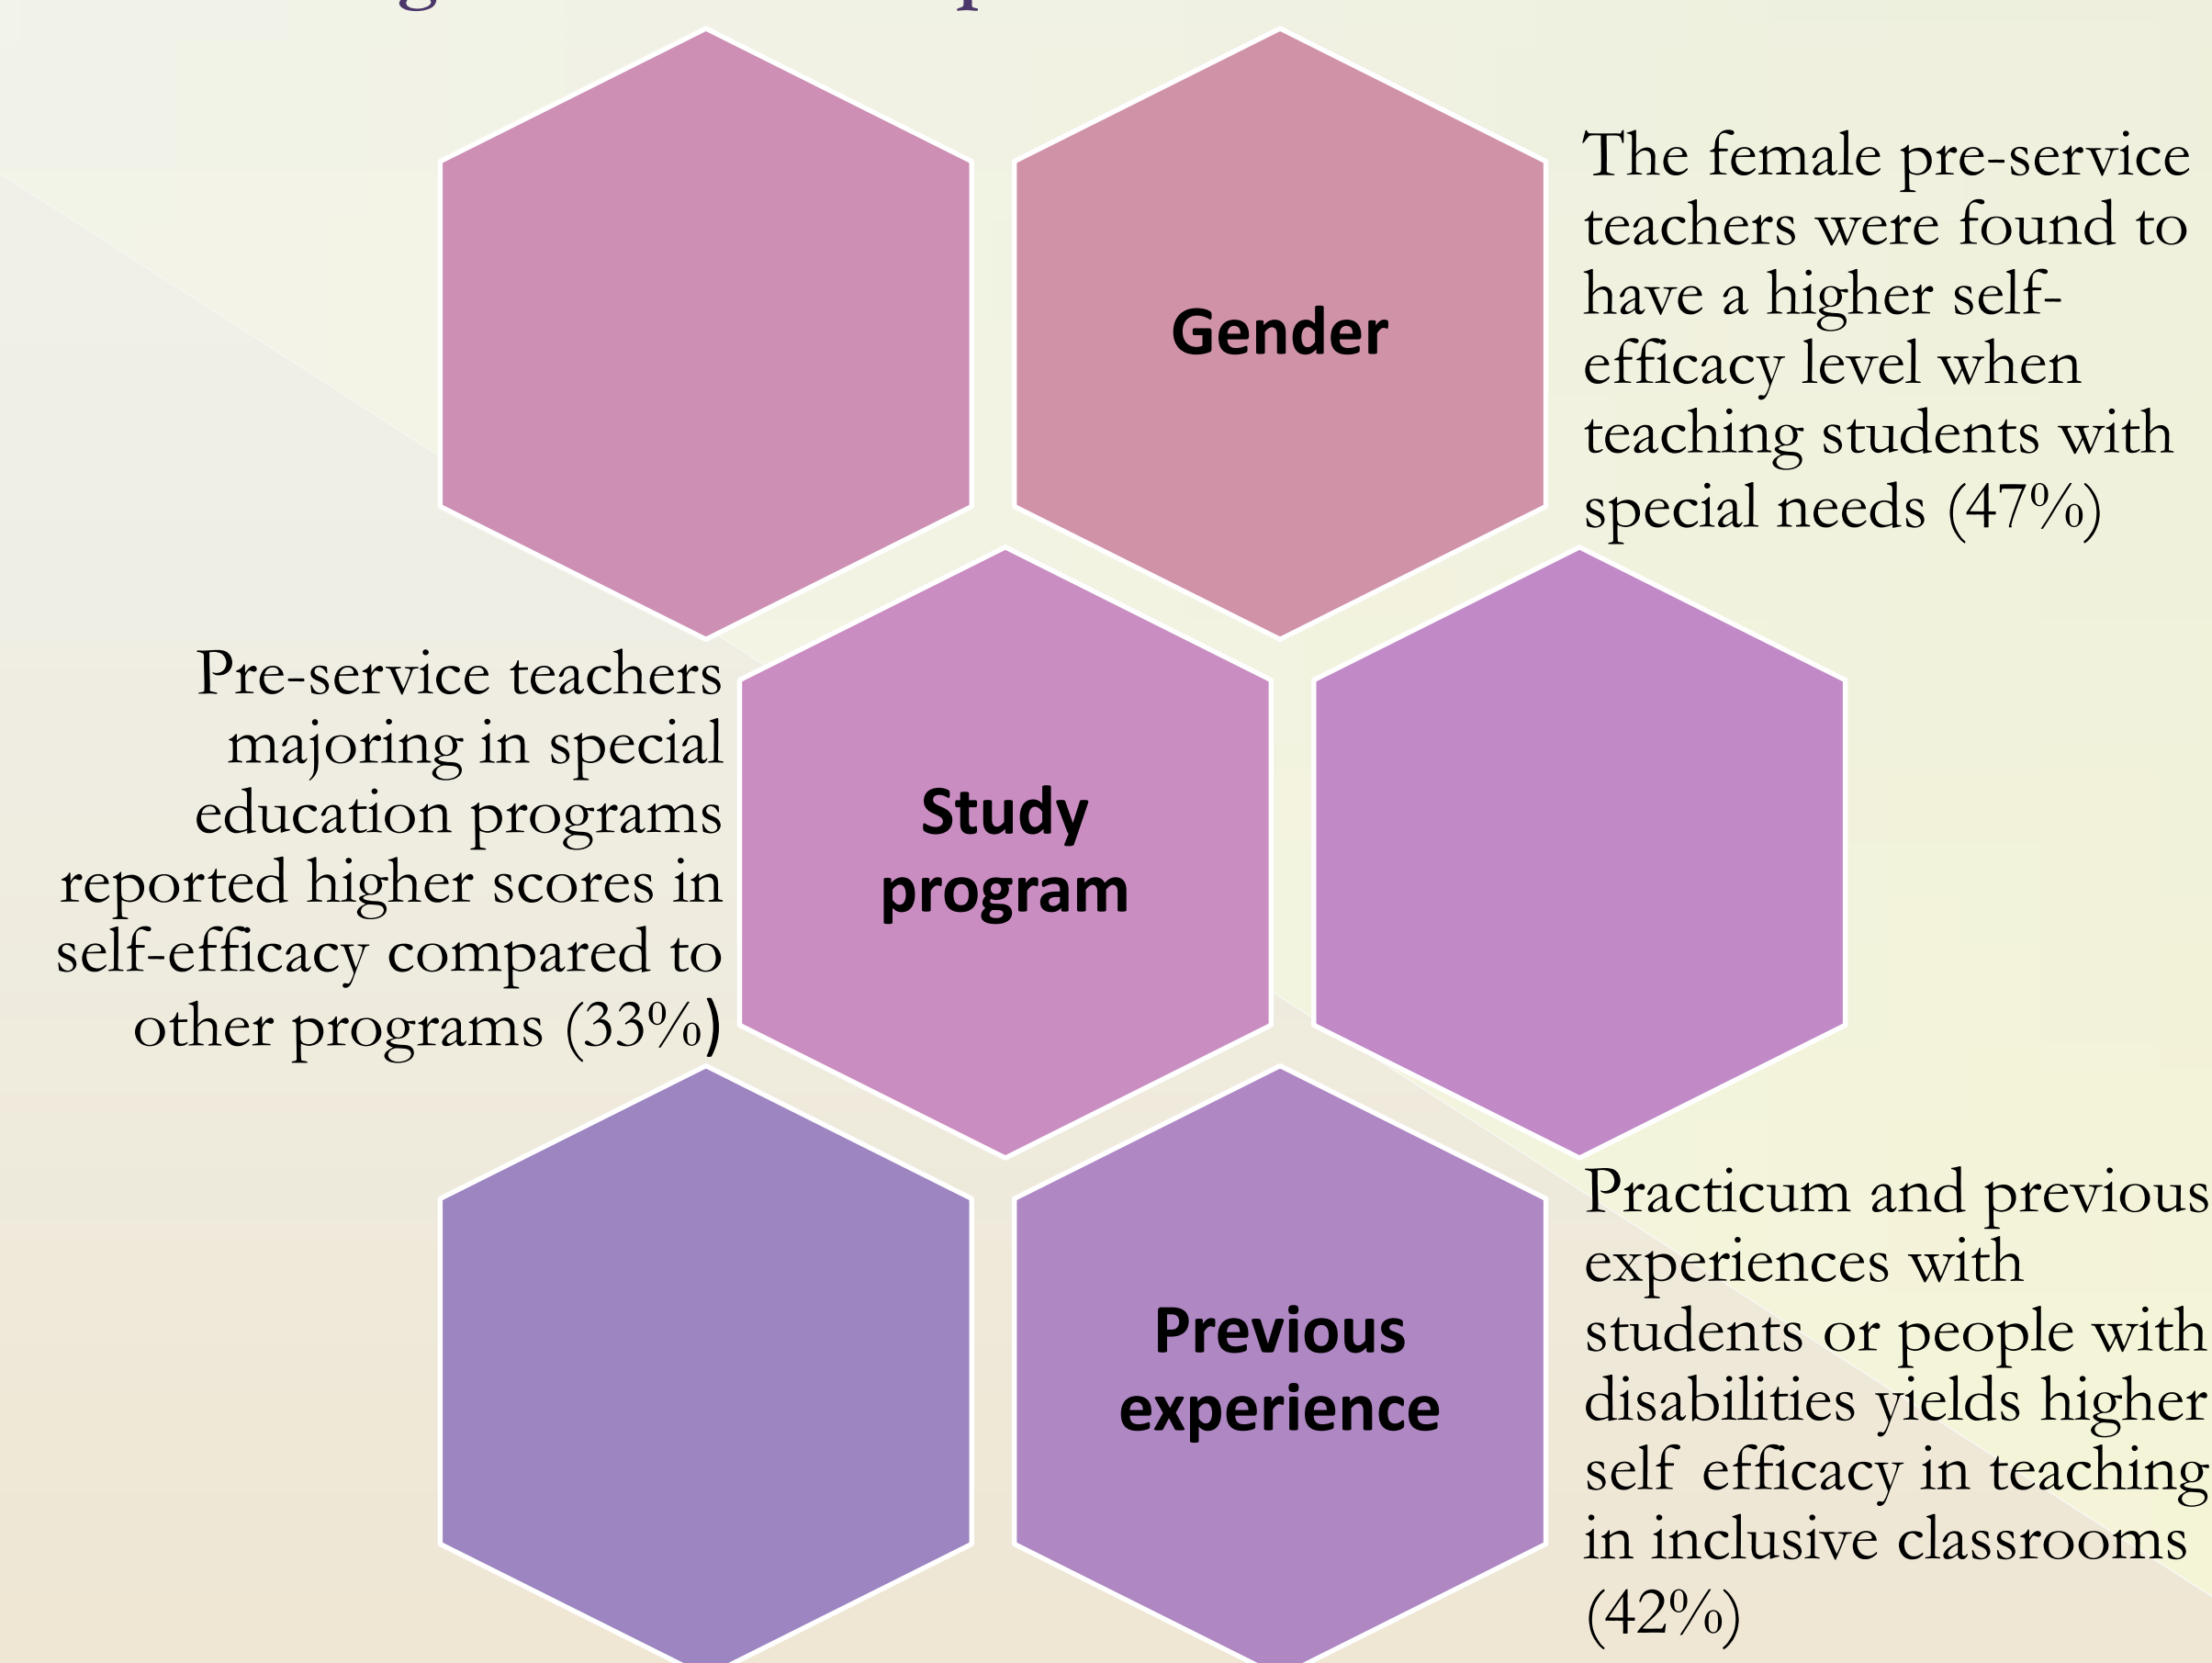 Gender
The female pre-service
teachers were found to
have a higher self-
efficacy level when
teaching students with
special needs (47%)
Pre-service teachers
majoring in special
education programs
reported higher scores in
self-efficacy compared to
other programs (33%)
Study
program
Previous
experience
Practicum and previous
experiences with
students or people with
disabilities yields higher
self efficacy in teaching
in inclusive classrooms
(42%)